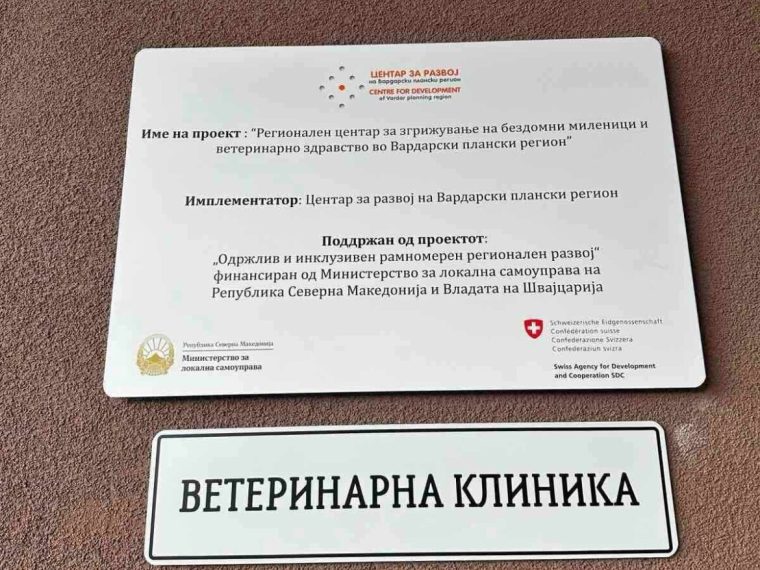 ЦЕНТАР ЗА РАЗВОЈ
на Вардарски плански регион
CENTRE FOR DEVELOPMENT
of Vardar planning region
Име на проект : "Регионален центар за згрижување на бездомни миленици и
ветеринарно здравство во Вардарски плански регион"
Имплементатор: Центар за развој на Вардарски плански регион
Поддржан од проектот:
„Одржлив и инклузивен рамномерен регионален развој“
финансиран од Министерство за локална самоуправа на
Република Северна Македонија и Владата на Швајцарија
Република Северна Македонија
Министерство за
локална самоуправа
Schweizerische Eidgenossenschaft
Confédération suisse
Confederazione Svizzera
Confederaziun svizra
Swiss Agency for Development
and Cooperation SDC
ВЕТЕРИНАРНА КЛИНИКА